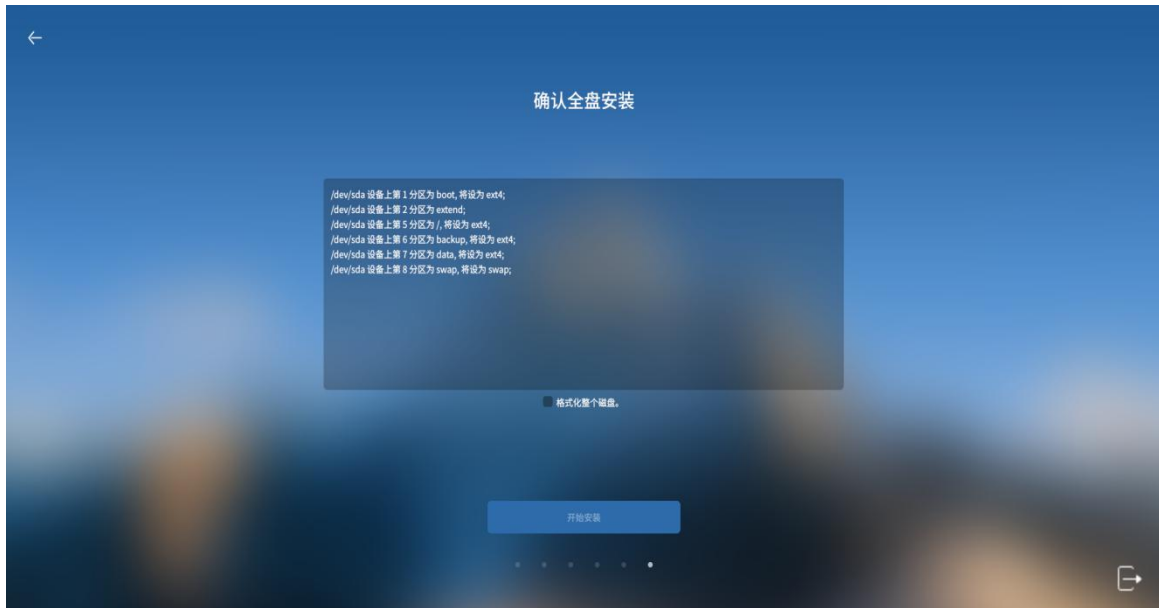 确认全盘安装
/dev/sda 设备上第 1 分区为 boot, 将设为 ext4;
/dev/sda 设备上第 2 分区为 extend;
/dev/sda 设备上第 5 分区为 /, 将设为 ext4;
/dev/sda 设备上第 6 分区为 backup, 将设为 ext4;
/dev/sda 设备上第 7 分区为 data, 将设为 ext4;
/dev/sda 设备上第 8 分区为 swap, 将设为 swap;
格式化整个磁盘。
开始安装